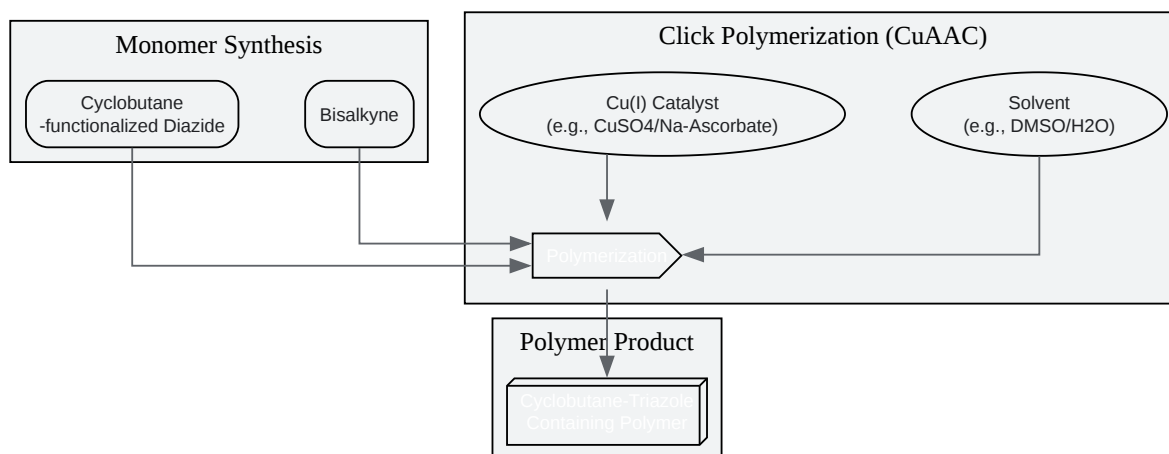 Monomer Synthesis
Cyclobutane
-functionalized Diazide
Bisalkyne
Click Polymerization (CuAAC)
Cu(I) Catalyst
(e.g., CuSO4/Na-Ascorbate)
Solvent
(e.g., DMSO/H2O)
Polymerization
Polymer Product
Cyclobutane-Triazole
Containing Polymer